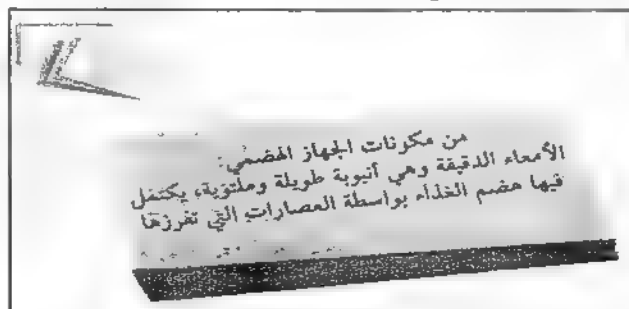 من مكونات الجهاز الهضمي:
الأمعاء الدقيقة وهي أنبوبة طويلة وملتوية، يكتمل
فيها هضم الغذاء بواسطة العصارات التي تفرزها